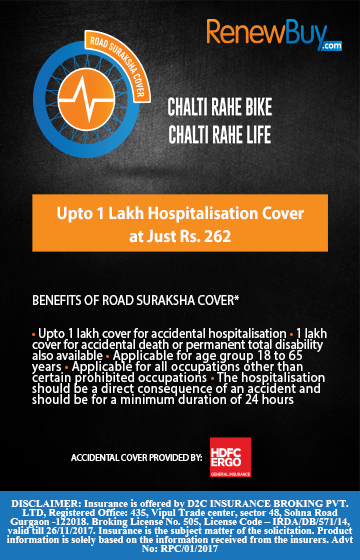 RenewBuy
.com
ROAD SURAKSHA COVER
CHALTI RAHE BIKE
CHALTI RAHE LIFE
Upto 1 Lakh Hospitalisation Cover
at Just Rs. 262
BENEFITS OF ROAD SURAKSHA COVER*
• Upto 1 lakh cover for accidental hospitalisation • 1 lakh
cover for accidental death or permanent total disability
also available • Applicable for age group 18 to 65
years • Applicable for all occupations other than
certain prohibited occupations • The hospitalisation
should be a direct consequence of an accident and
should be for a minimum duration of 24 hours
ACCIDENTAL COVER PROVIDED BY:
HDFC
ERGO
GENERAL INSURANCE
DISCLAIMER: Insurance is offered by D2C INSURANCE BROKING PVT.
LTD, Registered Office: 435, Vipul Trade center, sector 48, Sohna Road
Gurgaon -122018. Broking License No. 505, License Code – IRDA/DB/571/14,
valid till 26/11/2017. Insurance is the subject matter of the solicitation. Product
information is solely based on the information received from the insurers. Advt
No: RPC/01/2017